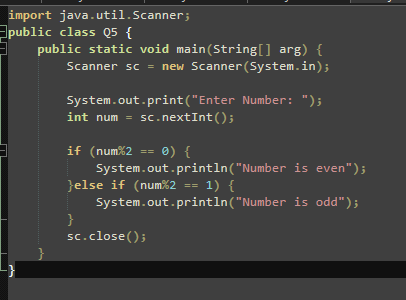 import java.util.Scanner;
public class Q5 {
    public static void main(String[] arg) {
        Scanner sc = new Scanner(System.in);

        System.out.print("Enter Number: ");
        int num = sc.nextInt();

        if (num%2 == 0) {
            System.out.println("Number is even");
        }else if (num%2 == 1) {
            System.out.println("Number is odd");
        }
        sc.close();
    }
}